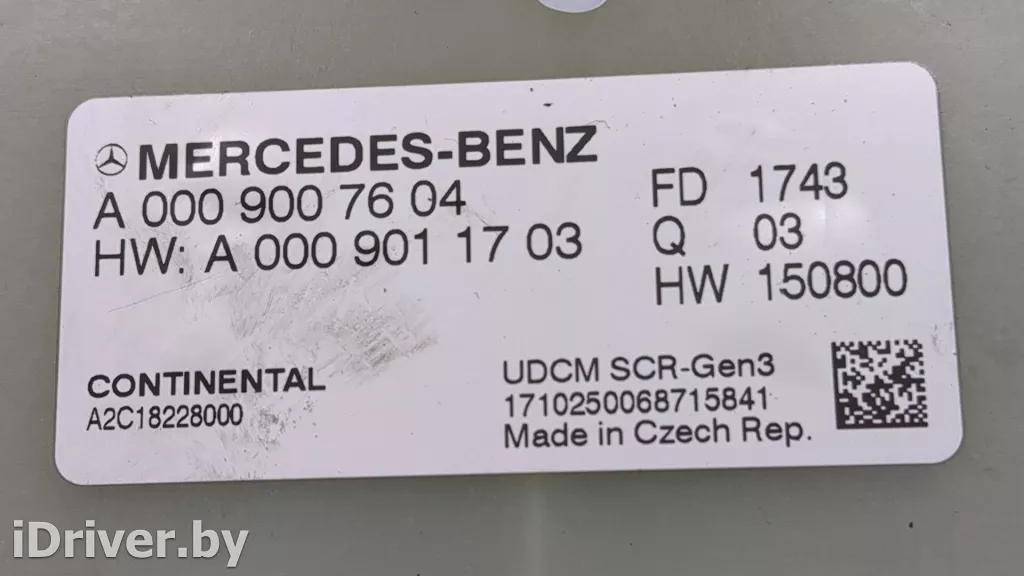 MERCEDES-BENZ
A 000 900 76 04
HW: A 000 901 17 03
FD 1743
Q 03
HW 150800
CONTINENTAL
A2C18228000
UDCM SCR-Gen3
1710250068715841
Made in Czech Rep.
iDriver.by